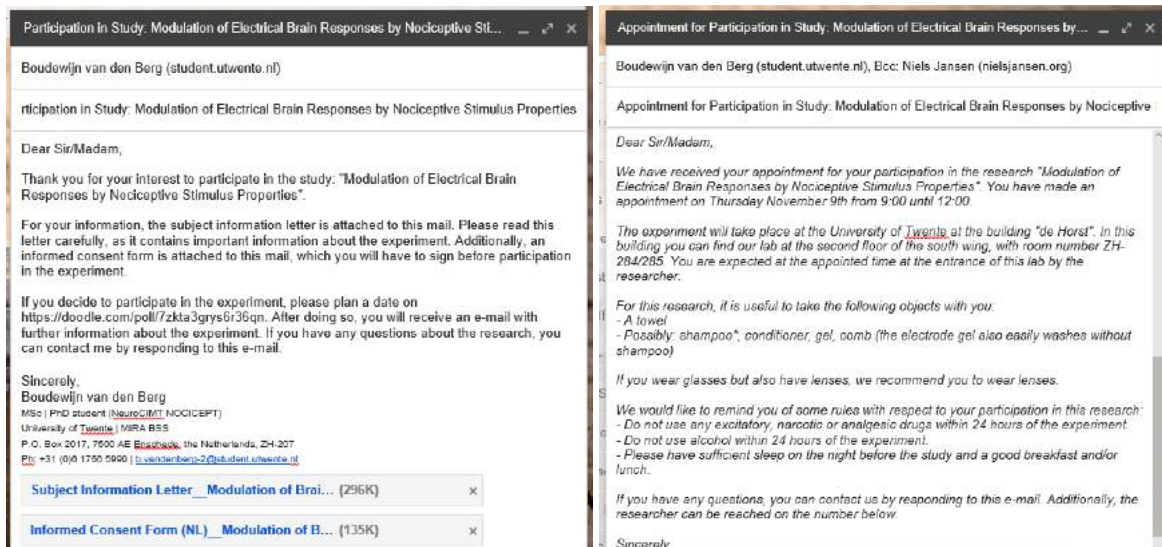 Participation in Study: Modulation of Electrical Brain Responses by Nociceptive Sti...
Boudewijn van den Berg (student.utwente.nl)
rticipation in Study: Modulation of Electrical Brain Responses by Nociceptive Stimulus Properties
Dear Sir/Madam,
Thank you for your interest to participate in the study: "Modulation of Electrical Brain
Responses by Nociceptive Stimulus Properties".
For your information, the subject information letter is attached to this mail. Please read this
letter carefully, as it contains important information about the experiment. Additionally, an
informed consent form is attached to this mail, which you will have to sign before participation
in the experiment.
If you decide to participate in the experiment, please plan a date on
https://doodle.com/poll/7zkta3grys6r36qn. After doing so, you will receive an e-mail with
further information about the experiment. If you have any questions about the research, you
can contact me by responding to this e-mail.
Sincerely,
Boudewijn van den Berg
MSc | PhD student (NeuroCIMT NOCICEPT)
University of Twente | MIRA BSS
P.O. Box 2017, 7500 AE Enschede, the Netherlands, ZH-207
Ph: +31 (0)6 1750 5990 | b.vandenberg-2@student.utwente.nl
Subject Information Letter__Modulation of Brai... (296K)
Informed Consent Form (NL)__Modulation of B... (135K)
Appointment for Participation in Study: Modulation of Electrical Brain Responses by...
Boudewijn van den Berg (student.utwente.nl), Bcc: Niels Jansen (nielsjansen.org)
Appointment for Participation in Study: Modulation of Electrical Brain Responses by Nociceptive
Dear Sir/Madam,
We have received your appointment for your participation in the research "Modulation of
Electrical Brain Responses by Nociceptive Stimulus Properties". You have made an
appointment on Thursday November 9th from 9:00 until 12:00.
The experiment will take place at the University of Twente at the building "de Horst". In this
building you can find our lab at the second floor of the south wing, with room number ZH-
284/285. You are expected at the appointed time at the entrance of this lab by the
researcher.
For this research, it is useful to take the following objects with you:
- A towel
- Possibly: shampoo*, conditioner, gel, comb (the electrode gel also easily washes without
shampoo)
If you wear glasses but also have lenses, we recommend you to wear lenses.
We would like to remind you of some rules with respect to your participation in this research:
- Do not use any excitatory, narcotic or analgesic drugs within 24 hours of the experiment.
- Do not use alcohol within 24 hours of the experiment.
- Please have sufficient sleep on the night before the study and a good breakfast and/or
lunch.
If you have any questions, you can contact us by responding to this e-mail. Additionally, the
researcher can be reached on the number below.
Sincerely